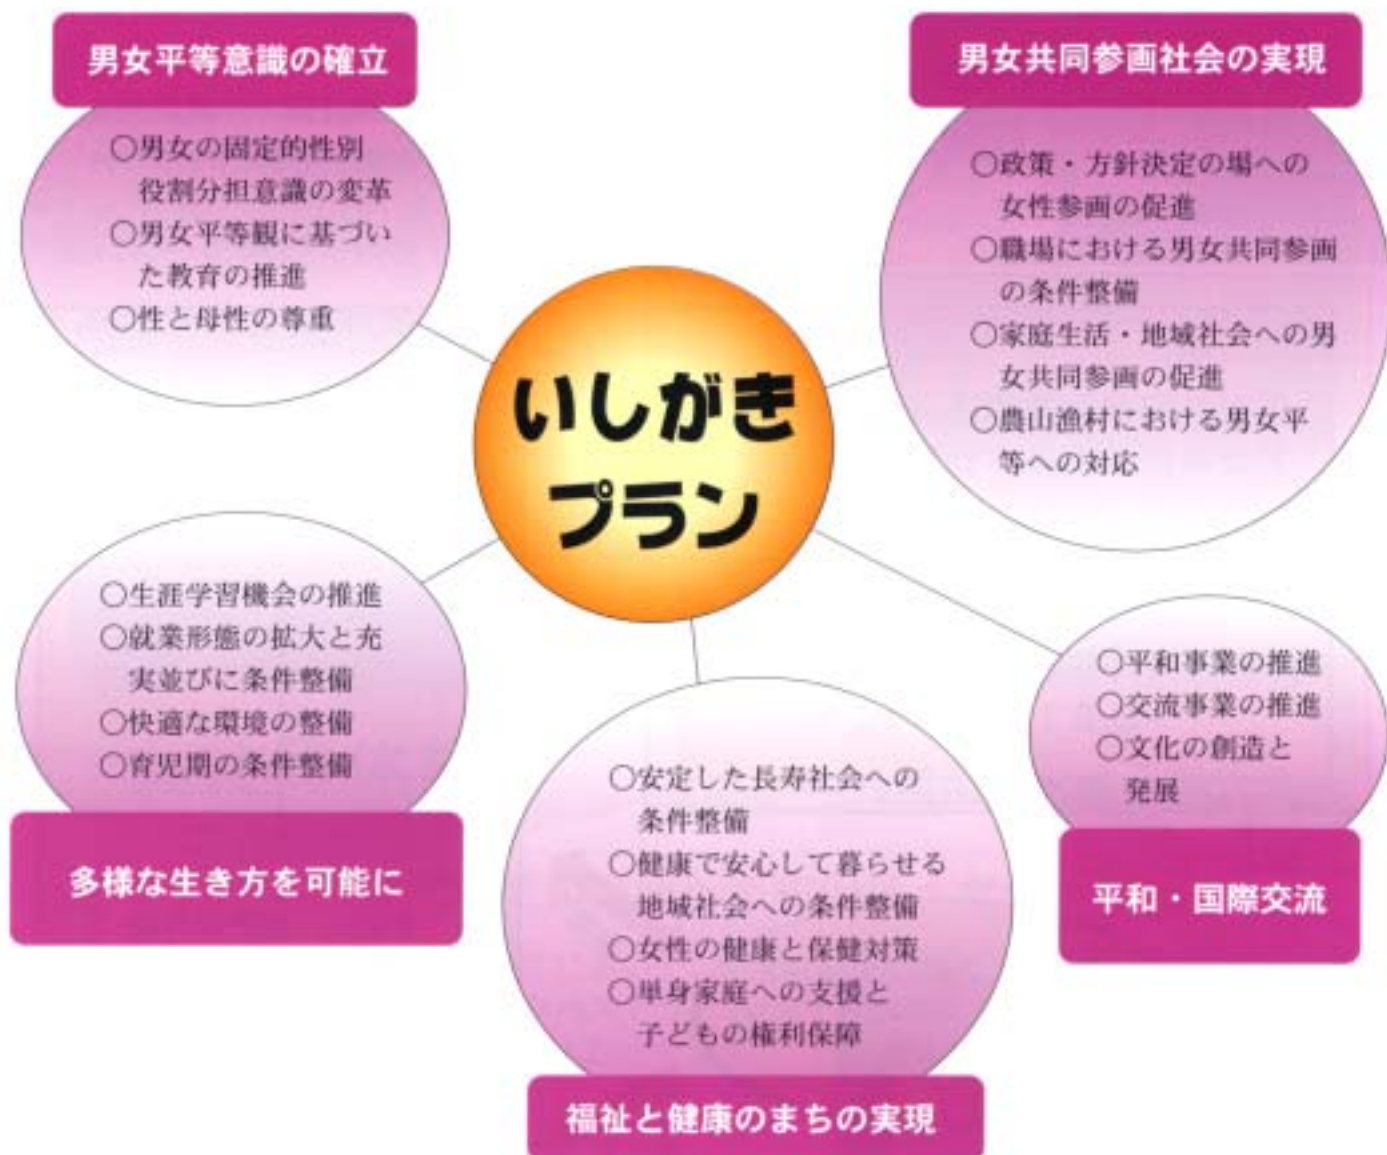 男女平等意識の確立
○男女の固定的性別
役割分担意識の変革
○男女平等観に基づい
た教育の推進
○性と母性の尊重
男女共同参画社会の実現
○政策・方針決定の場への
女性参画の促進
○職場における男女共同参画
の条件整備
○家庭生活・地域社会への男
女共同参画の促進
○農山漁村における男女平
等への対応
いしがき
プラン
○生涯学習機会の推進
○就業形態の拡大と充
実並びに条件整備
○快適な環境の整備
○育児期の条件整備
多様な生き方を可能に
○安定した長寿社会への
条件整備
○健康で安心して暮らせる
地域社会への条件整備
○女性の健康と保健対策
○単身家庭への支援と
子どもの権利保障
福祉と健康のまちの実現
○平和事業の推進
○交流事業の推進
○文化の創造と
発展
平和・国際交流